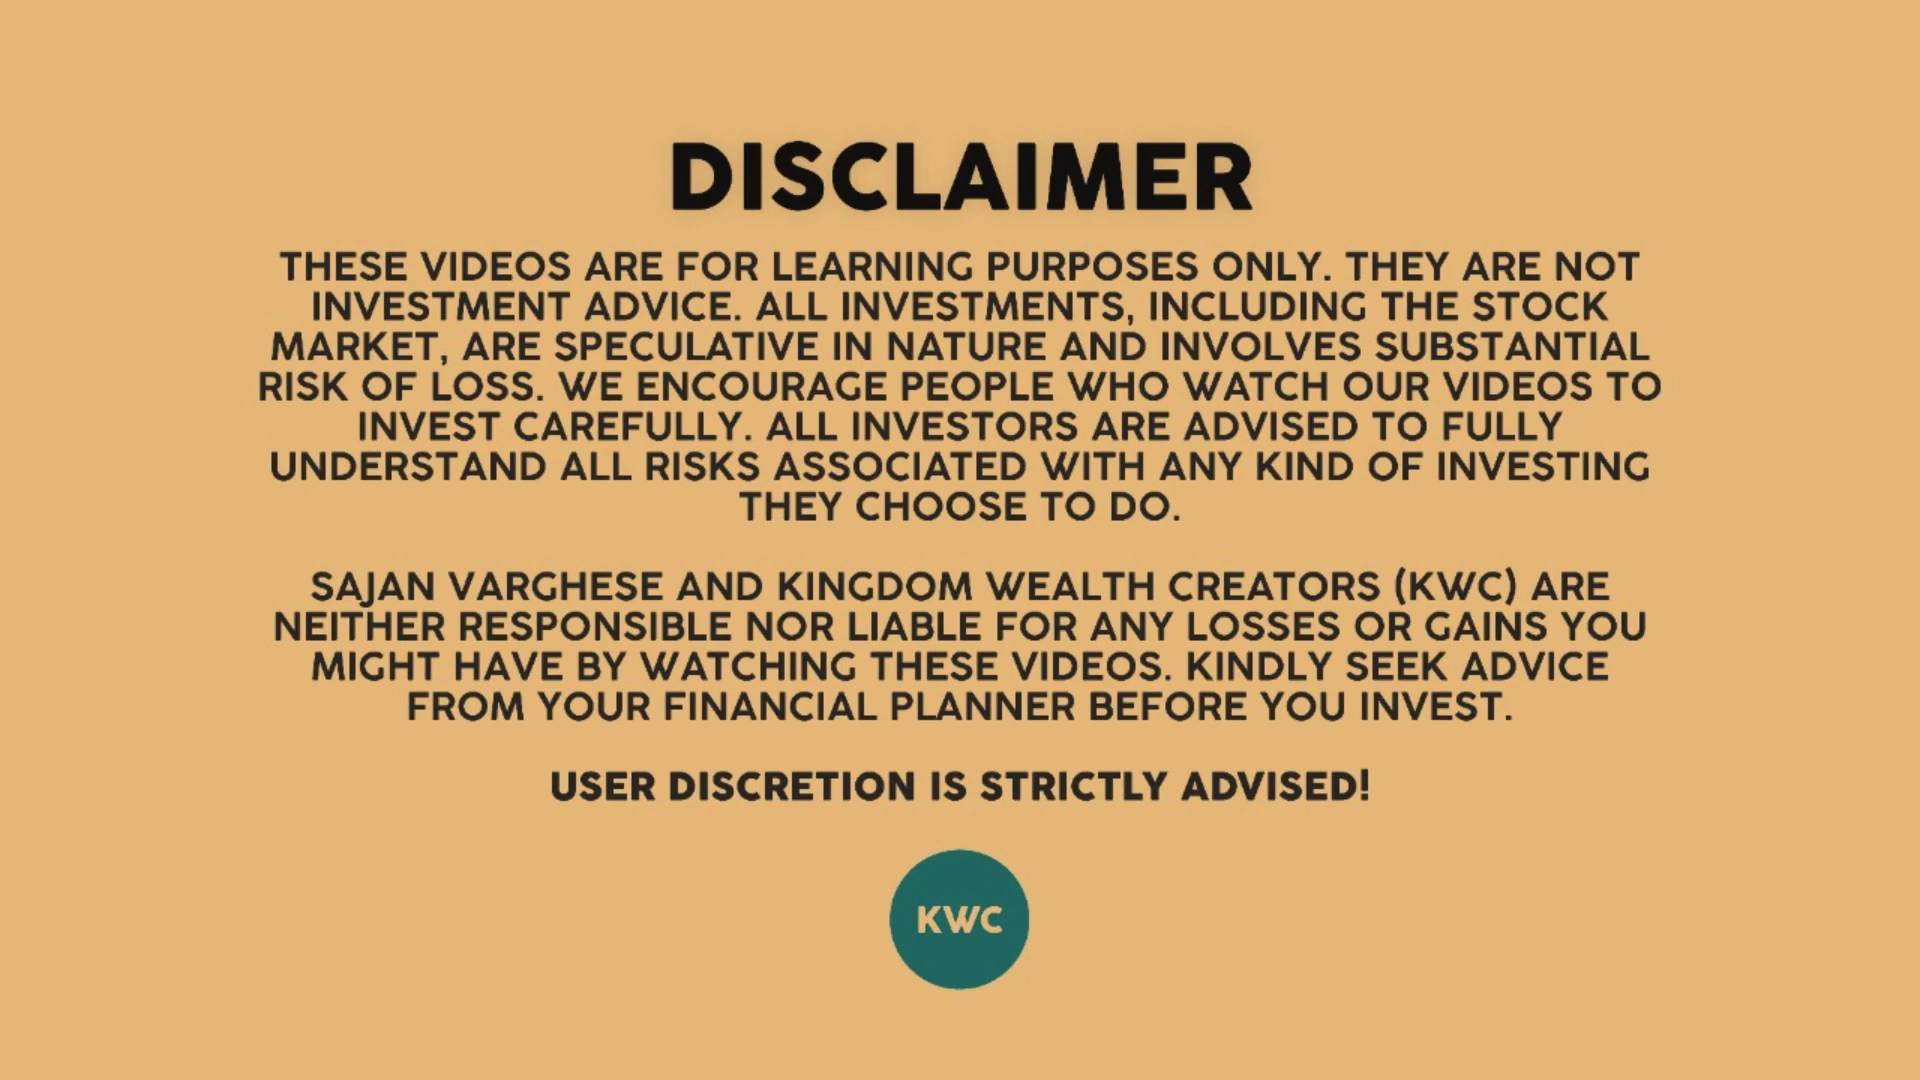 DISCLAIMER
THESE VIDEOS ARE FOR LEARNING PURPOSES ONLY. THEY ARE NOT
INVESTMENT ADVICE. ALL INVESTMENTS, INCLUDING THE STOCK
MARKET, ARE SPECULATIVE IN NATURE AND INVOLVES SUBSTANTIAL
RISK OF LOSS. WE ENCOURAGE PEOPLE WHO WATCH OUR VIDEOS TO
INVEST CAREFULLY. ALL INVESTORS ARE ADVISED TO FULLY
UNDERSTAND ALL RISKS ASSOCIATED WITH ANY KIND OF INVESTING
THEY CHOOSE TO DO.
SAJAN VARGHESE AND KINGDOM WEALTH CREATORS (KWC) ARE
NEITHER RESPONSIBLE NOR LIABLE FOR ANY LOSSES OR GAINS YOU
MIGHT HAVE BY WATCHING THESE VIDEOS. KINDLY SEEK ADVICE
FROM YOUR FINANCIAL PLANNER BEFORE YOU INVEST.
USER DISCRETION IS STRICTLY ADVISED!
KWC